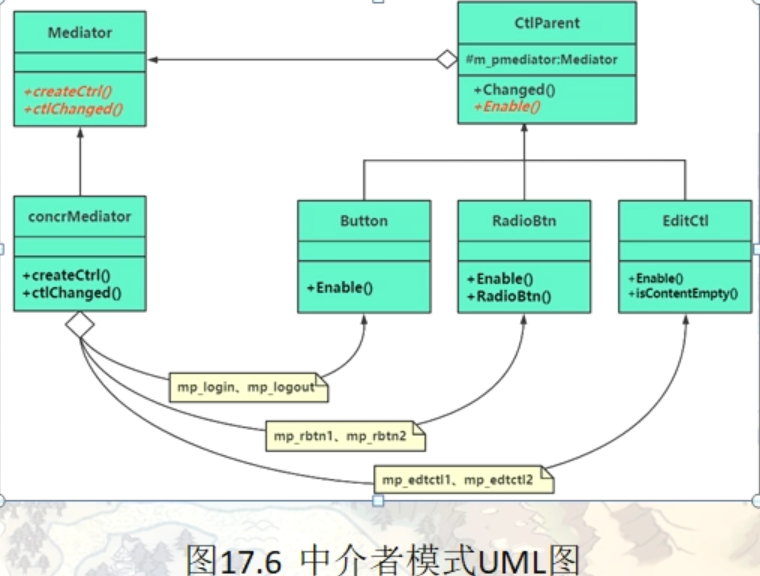 Mediator
+createCtrl()
+ctlChanged()
CtlParent
#m_pmediator:Mediator
+Changed()
+Enable()
concrMediator
+createCtrl()
+ctlChanged()
Button
+Enable()
RadioBtn
+Enable()
+RadioBtn()
EditCtl
+Enable()
+isContentEmpty()
mp_login、mp_logout
mp_rbtn1、mp_rbtn2
mp_edtctl1、mp_edtctl2
图17.6 中介者模式UML图